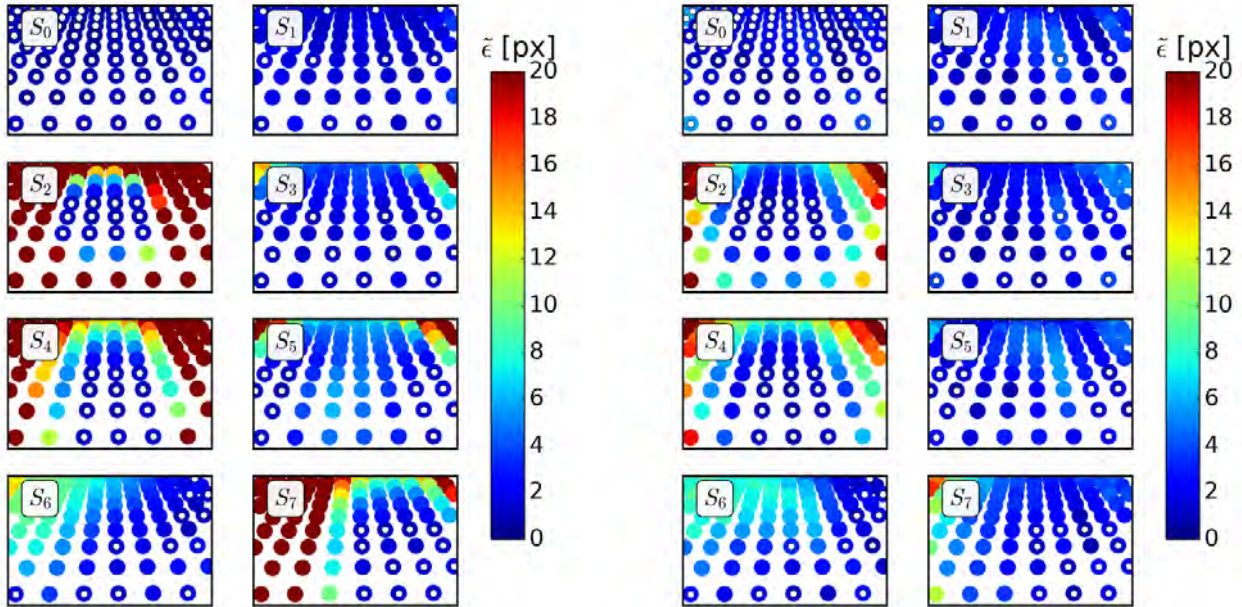 S₀ S₁ ϵ̃ [px] S₀ S₁ ϵ̃ [px]
20 20
S₂ S₃ 18 S₂ S₃ 18
16 16
14 14
12 12
S₄ S₅ 10 S₄ S₅ 10
8 8
6 6
4 4
S₆ S₇ 2 S₆ S₇ 2
0 0